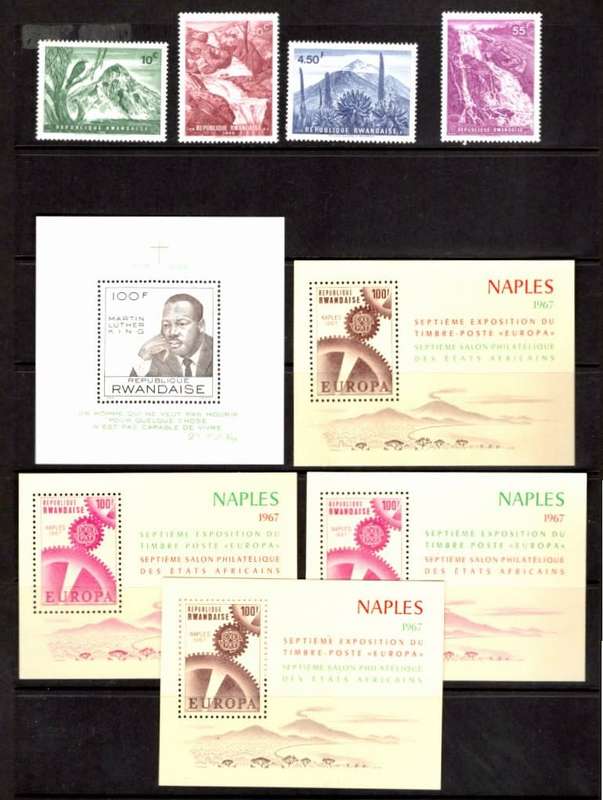 10c
REPUBLIQUE RWANDAISE
REPUBLIQUE RWANDAISE
4.50F
REPUBLIQUE RWANDAISE
55F
REPUBLIQUE RWANDAISE
100F
MARTIN
LUTHER
KING
REPUBLIQUE
RWANDAISE
UN HOMME QUI NE VEUT PAS MOURIR
POUR QUELQUE CHOSE
N'EST PAS CAPABLE DE VIVRE
REPUBLIQUE
RWANDAISE
100F
NAPLES
1967
EUROPA
NAPLES
1967
SEPTIÈME EXPOSITION DU
TIMBRE-POSTE «EUROPA»
SEPTIÈME SALON PHILATÉLIQUE
DES ÉTATS AFRICAINS
REPUBLIQUE
RWANDAISE
100F
NAPLES
1967
EUROPA
NAPLES
1967
SEPTIÈME EXPOSITION DU
TIMBRE-POSTE «EUROPA»
SEPTIÈME SALON PHILATÉLIQUE
DES ÉTATS AFRICAINS
REPUBLIQUE
RWANDAISE
100F
NAPLES
1967
EUROPA
NAPLES
1967
SEPTIÈME EXPOSITION DU
TIMBRE-POSTE «EUROPA»
SEPTIÈME SALON PHILATÉLIQUE
DES ÉTATS AFRICAINS
REPUBLIQUE
RWANDAISE
100F
NAPLES
1967
EUROPA
NAPLES
1967
SEPTIÈME EXPOSITION DU
TIMBRE-POSTE «EUROPA»
SEPTIÈME SALON PHILATÉLIQUE
DES ÉTATS AFRICAINS